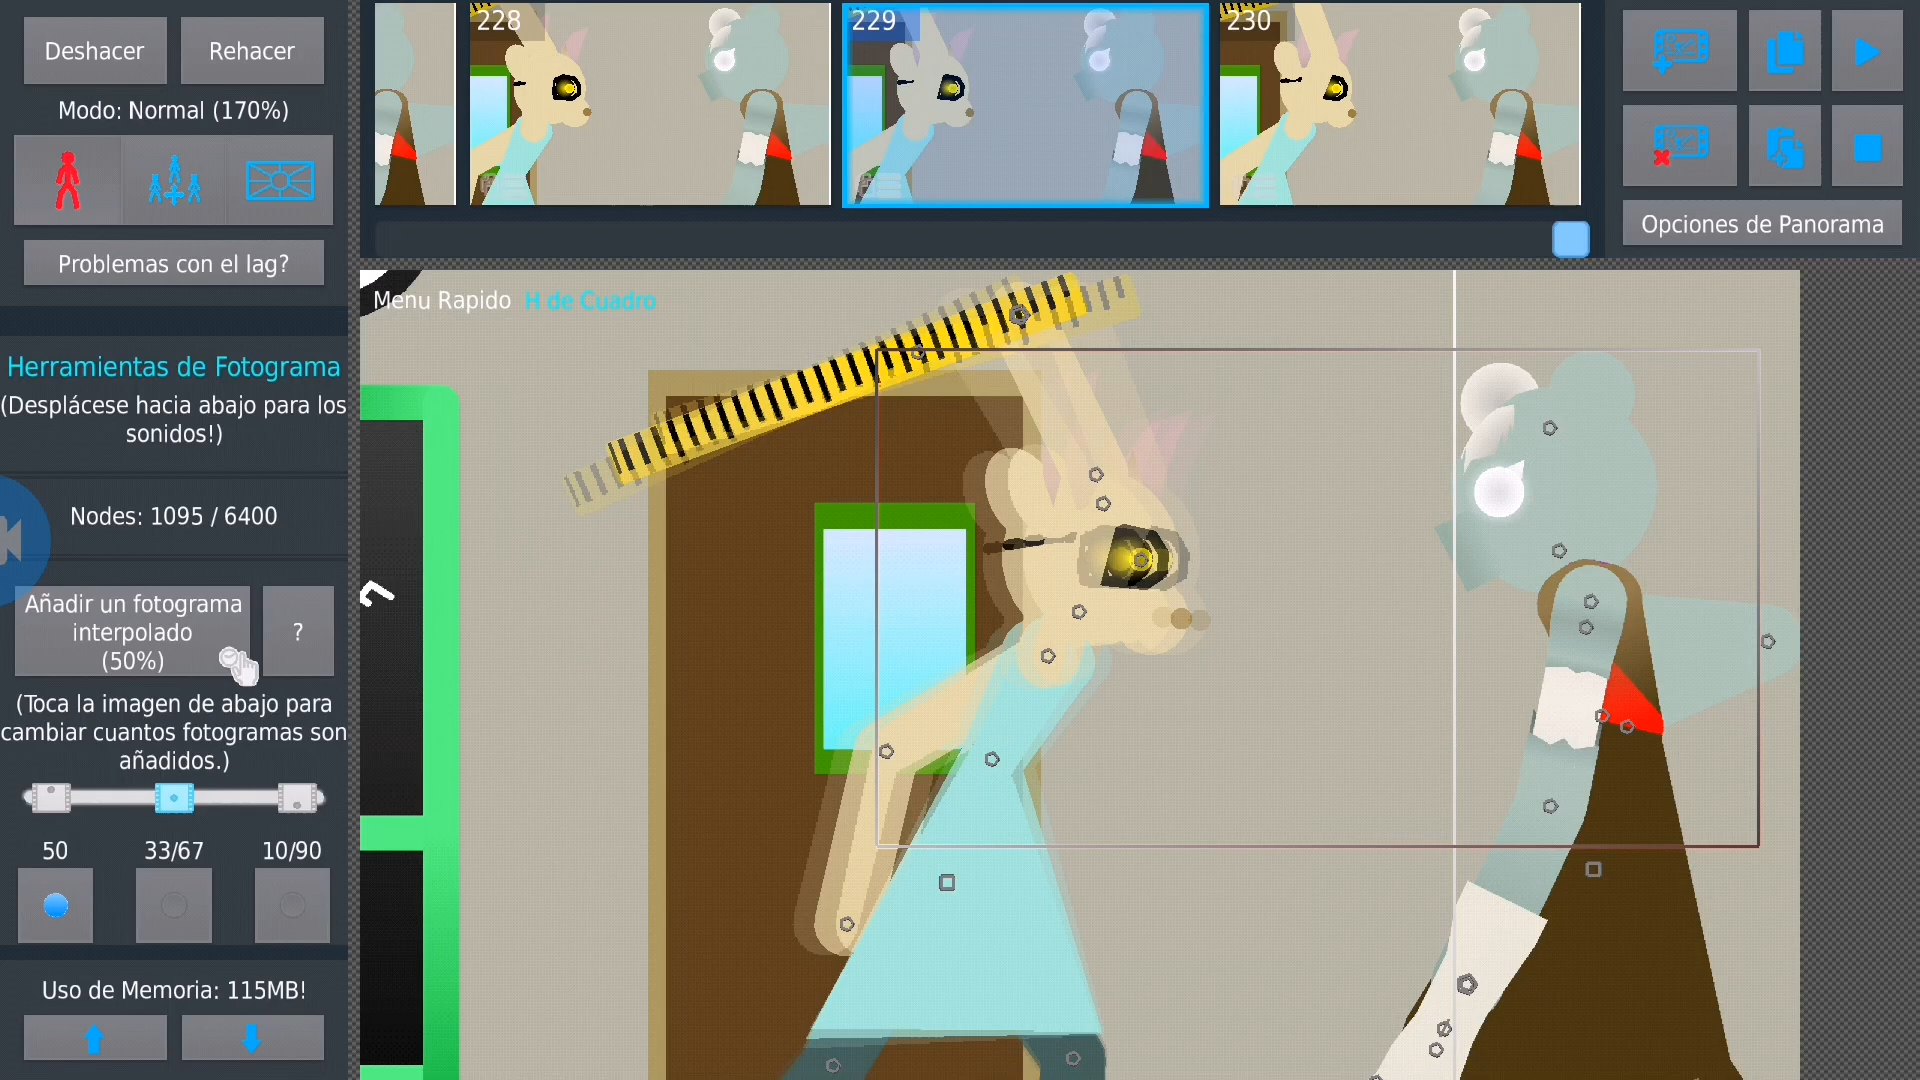 Deshacer
Rehacer
Modo: Normal (170%)
Problemas con el lag?
Herramientas de Fotograma
(Desplácese hacia abajo para los
sonidos!)
Nodes: 1095 / 6400
Añadir un fotograma
interpolado
(50%)
?
(Toca la imagen de abajo para
cambiar cuantos fotogramas son
añadidos.)
50
33/67
10/90
Uso de Memoria: 115MB!
228
229
230
Opciones de Panorama
Menu Rapido
H de Cuadro